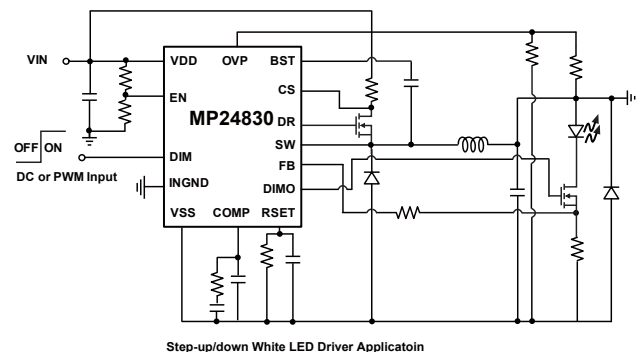 VIN
VDD
OVP
BST
EN
CS
MP24830
DR
OFF ON
DIM
SW
DC or PWM Input
FB
INGND
DIMO
VSS
COMP
RSET
Step-up/down White LED Driver Applicatoin